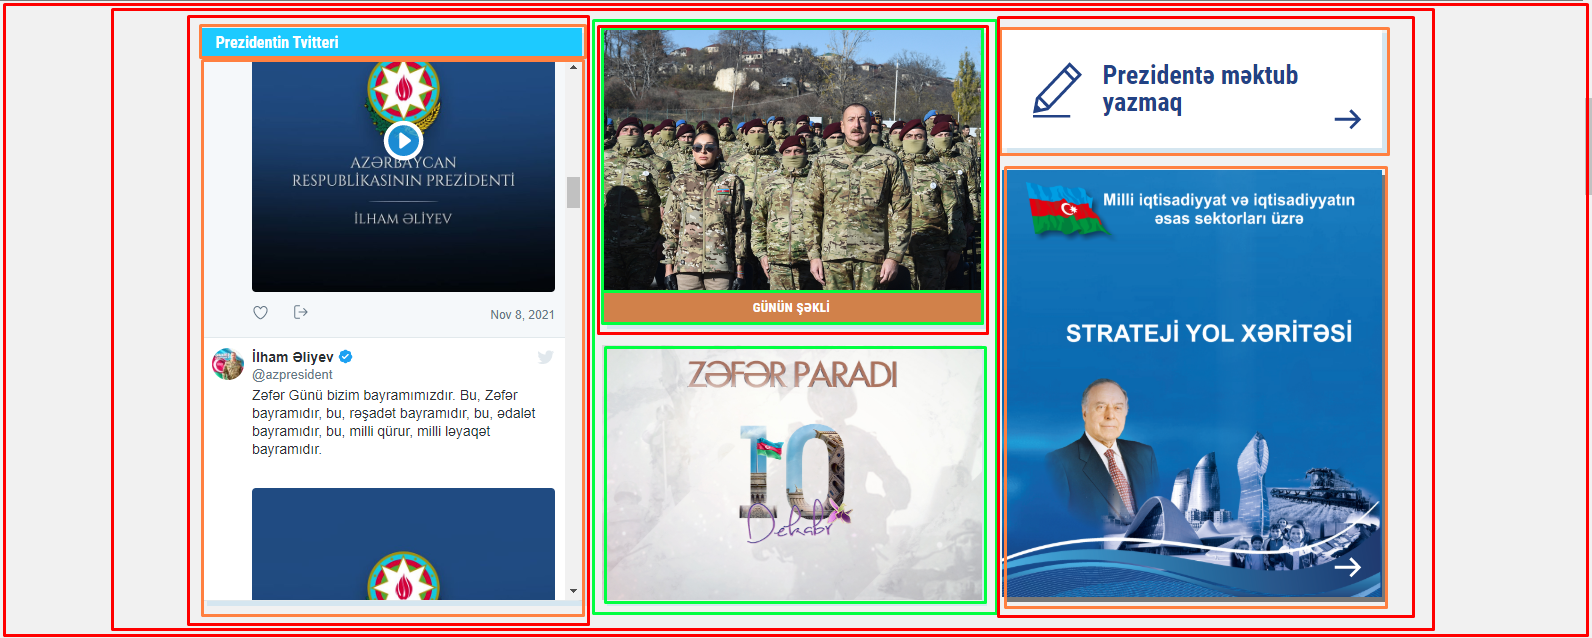 Prezidentin Tvitteri
AZƏRBAYCAN
RESPUBLİKASININ PREZİDENTİ
İLHAM ƏLİYEV
Nov 8, 2021
İlham Əliyev
@azpresident
Zəfər Günü bizim bayramımızdır. Bu, Zəfər
bayramıdır, bu, rəşadət bayramıdır, bu, ədalət
bayramıdır, bu, milli qürur, milli ləyaqət
bayramıdır.
GÜNÜN ŞƏKLİ
ZƏFƏR PARADI
10
Dekabr
Prezidentə məktub
yazmaq
Milli iqtisadiyyat və iqtisadiyyatın
əsas sektorları üzrə
STRATEJİ YOL XƏRİTƏSİ